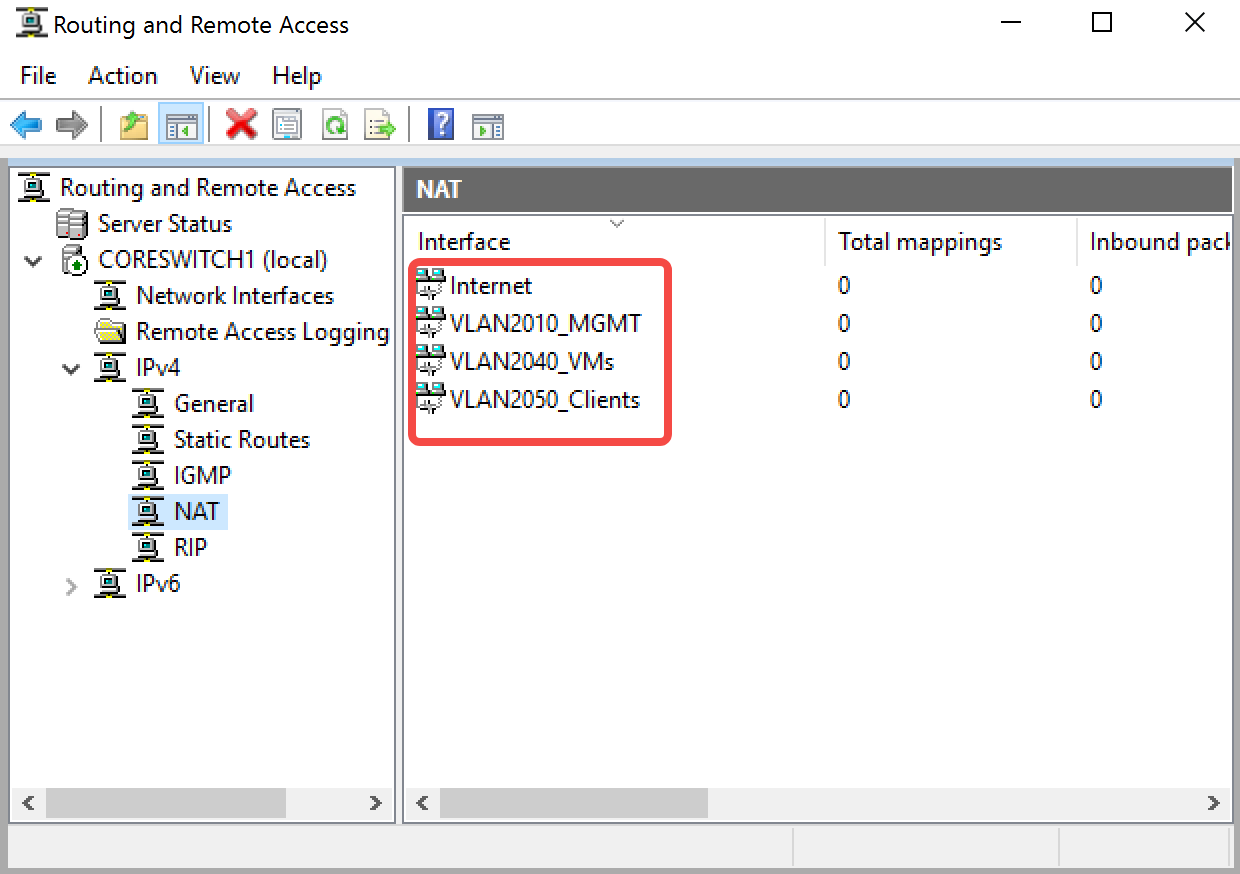 Routing and Remote Access
File Action View Help
Routing and Remote Access
Server Status
CORESWITCH1 (local)
Network Interfaces
Remote Access Logging
IPv4
General
Static Routes
IGMP
NAT
RIP
IPv6
NAT
Interface Total mappings Inbound pack
Internet 0 0
VLAN2010_MGMT 0 0
VLAN2040_VMs 0 0
VLAN2050_Clients 0 0